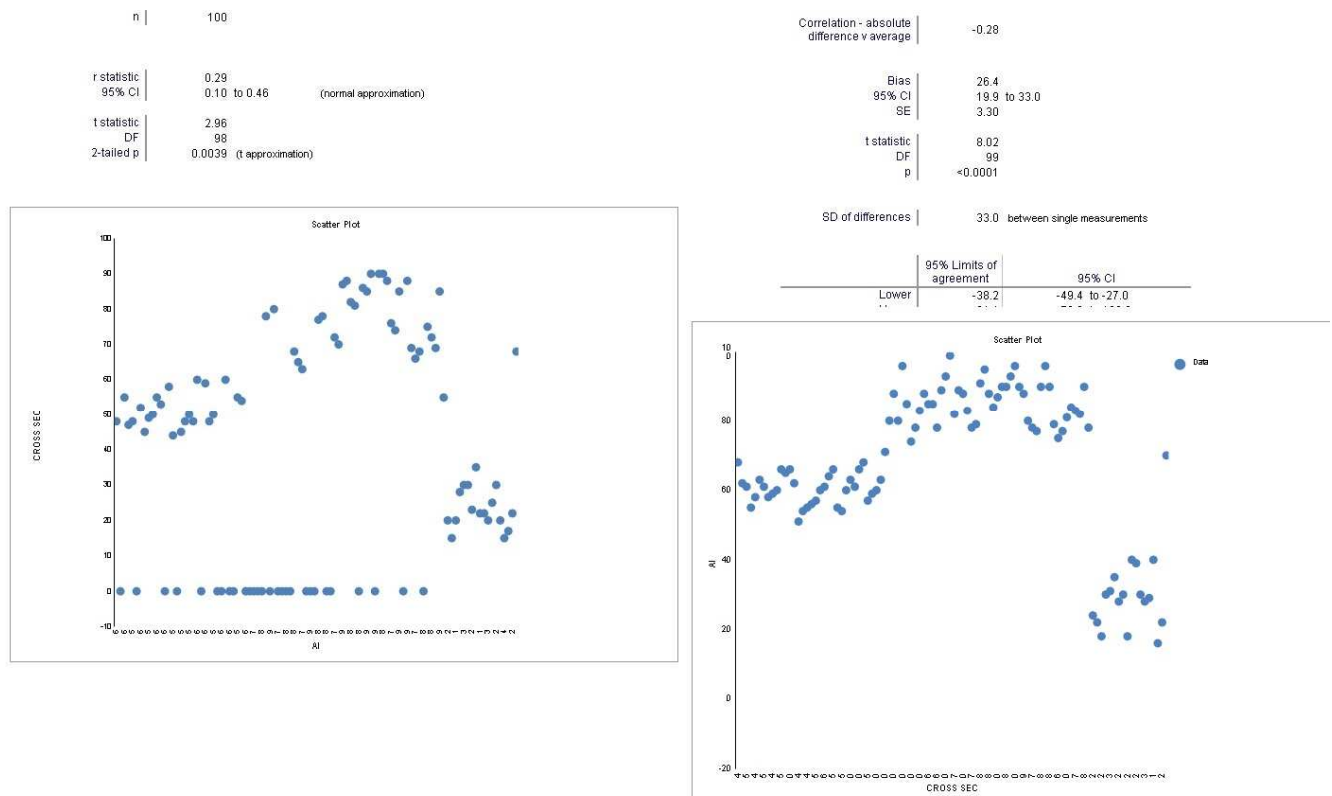 n 100
r statistic 0.29
95% CI 0.10 to 0.46 (normal approximation)
t statistic 2.96
DF 98
2-tailed p 0.0039 (t approximation)
Scatter Plot
100
90
80
70
60
50
40
30
20
10
0
-10
CROSS SEC
AI
Correlation - absolute
difference v average -0.28
Bias 26.4
95% CI 19.9 to 33.0
SE 3.30
t statistic 8.02
DF 99
p <0.0001
SD of differences 33.0 between single measurements
95% Limits of
agreement 95% CI
Lower -38.2 -49.4 to -27.0
Scatter Plot
Data
10
0
80
60
40
20
0
-20
AI
CROSS SEC